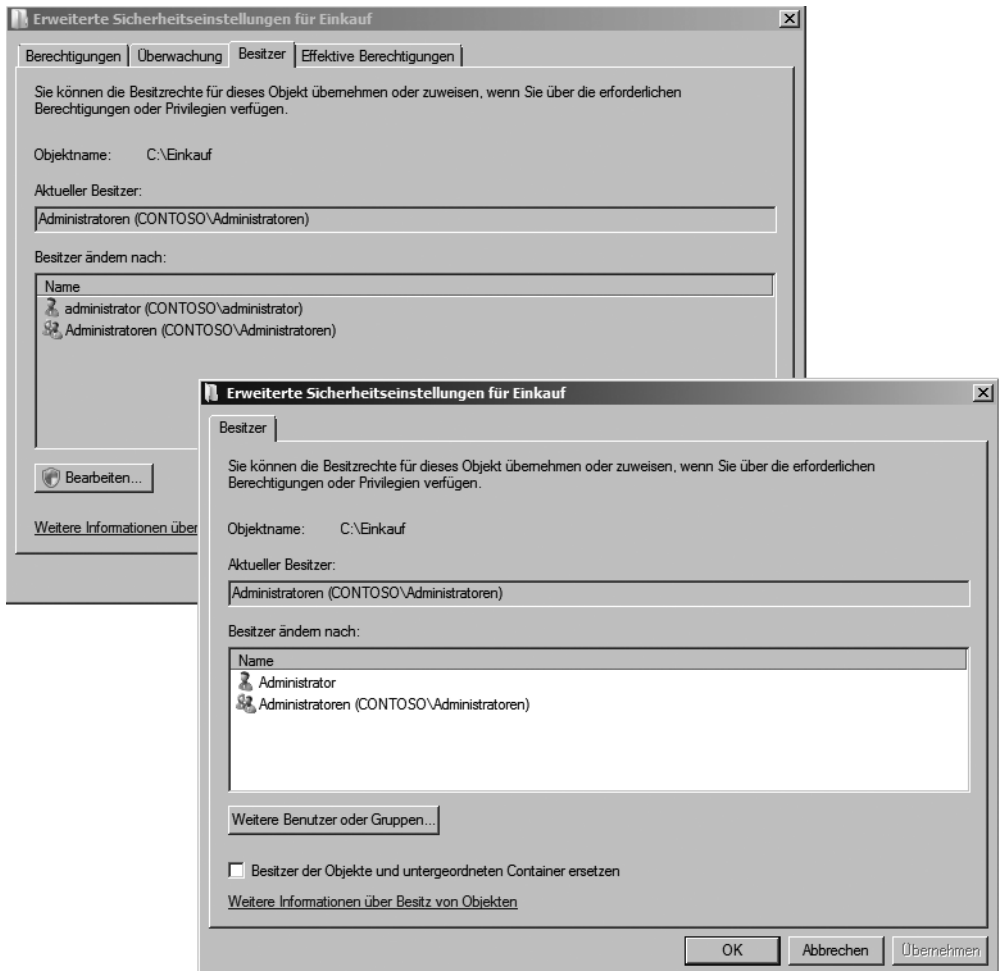 Erweiterte Sicherheitseinstellungen für Einkauf
Berechtigungen Überwachung Besitzer Effektive Berechtigungen
Sie können die Besitzrechte für dieses Objekt übernehmen oder zuweisen, wenn Sie über die erforderlichen
Berechtigungen oder Privilegien verfügen.
Objektname: C:\Einkauf
Aktueller Besitzer:
Administratoren (CONTOSO\Administratoren)
Besitzer ändern nach:
Name
administrator (CONTOSO\administrator)
Administratoren (CONTOSO\Administratoren)
Bearbeiten...
Weitere Informationen über
Erweiterte Sicherheitseinstellungen für Einkauf
Besitzer
Sie können die Besitzrechte für dieses Objekt übernehmen oder zuweisen, wenn Sie über die erforderlichen
Berechtigungen oder Privilegien verfügen.
Objektname: C:\Einkauf
Aktueller Besitzer:
Administratoren (CONTOSO\Administratoren)
Besitzer ändern nach:
Name
Administrator
Administratoren (CONTOSO\Administratoren)
Weitere Benutzer oder Gruppen...
Besitzer der Objekte und untergeordneten Container ersetzen
Weitere Informationen über Besitz von Objekten
OK Abbrechen Übernehmen